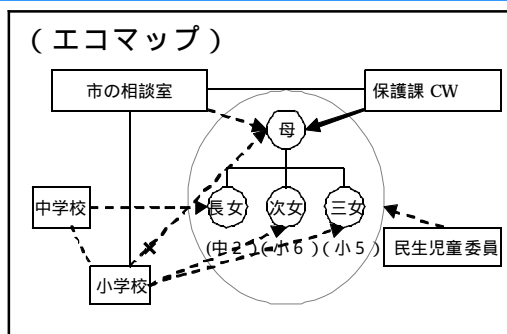 (エコマップ)
市の相談室
保護課 CW
母
中学校
長女
次女
三女
(中2)(小6)(小5)
民生児童委員
小学校